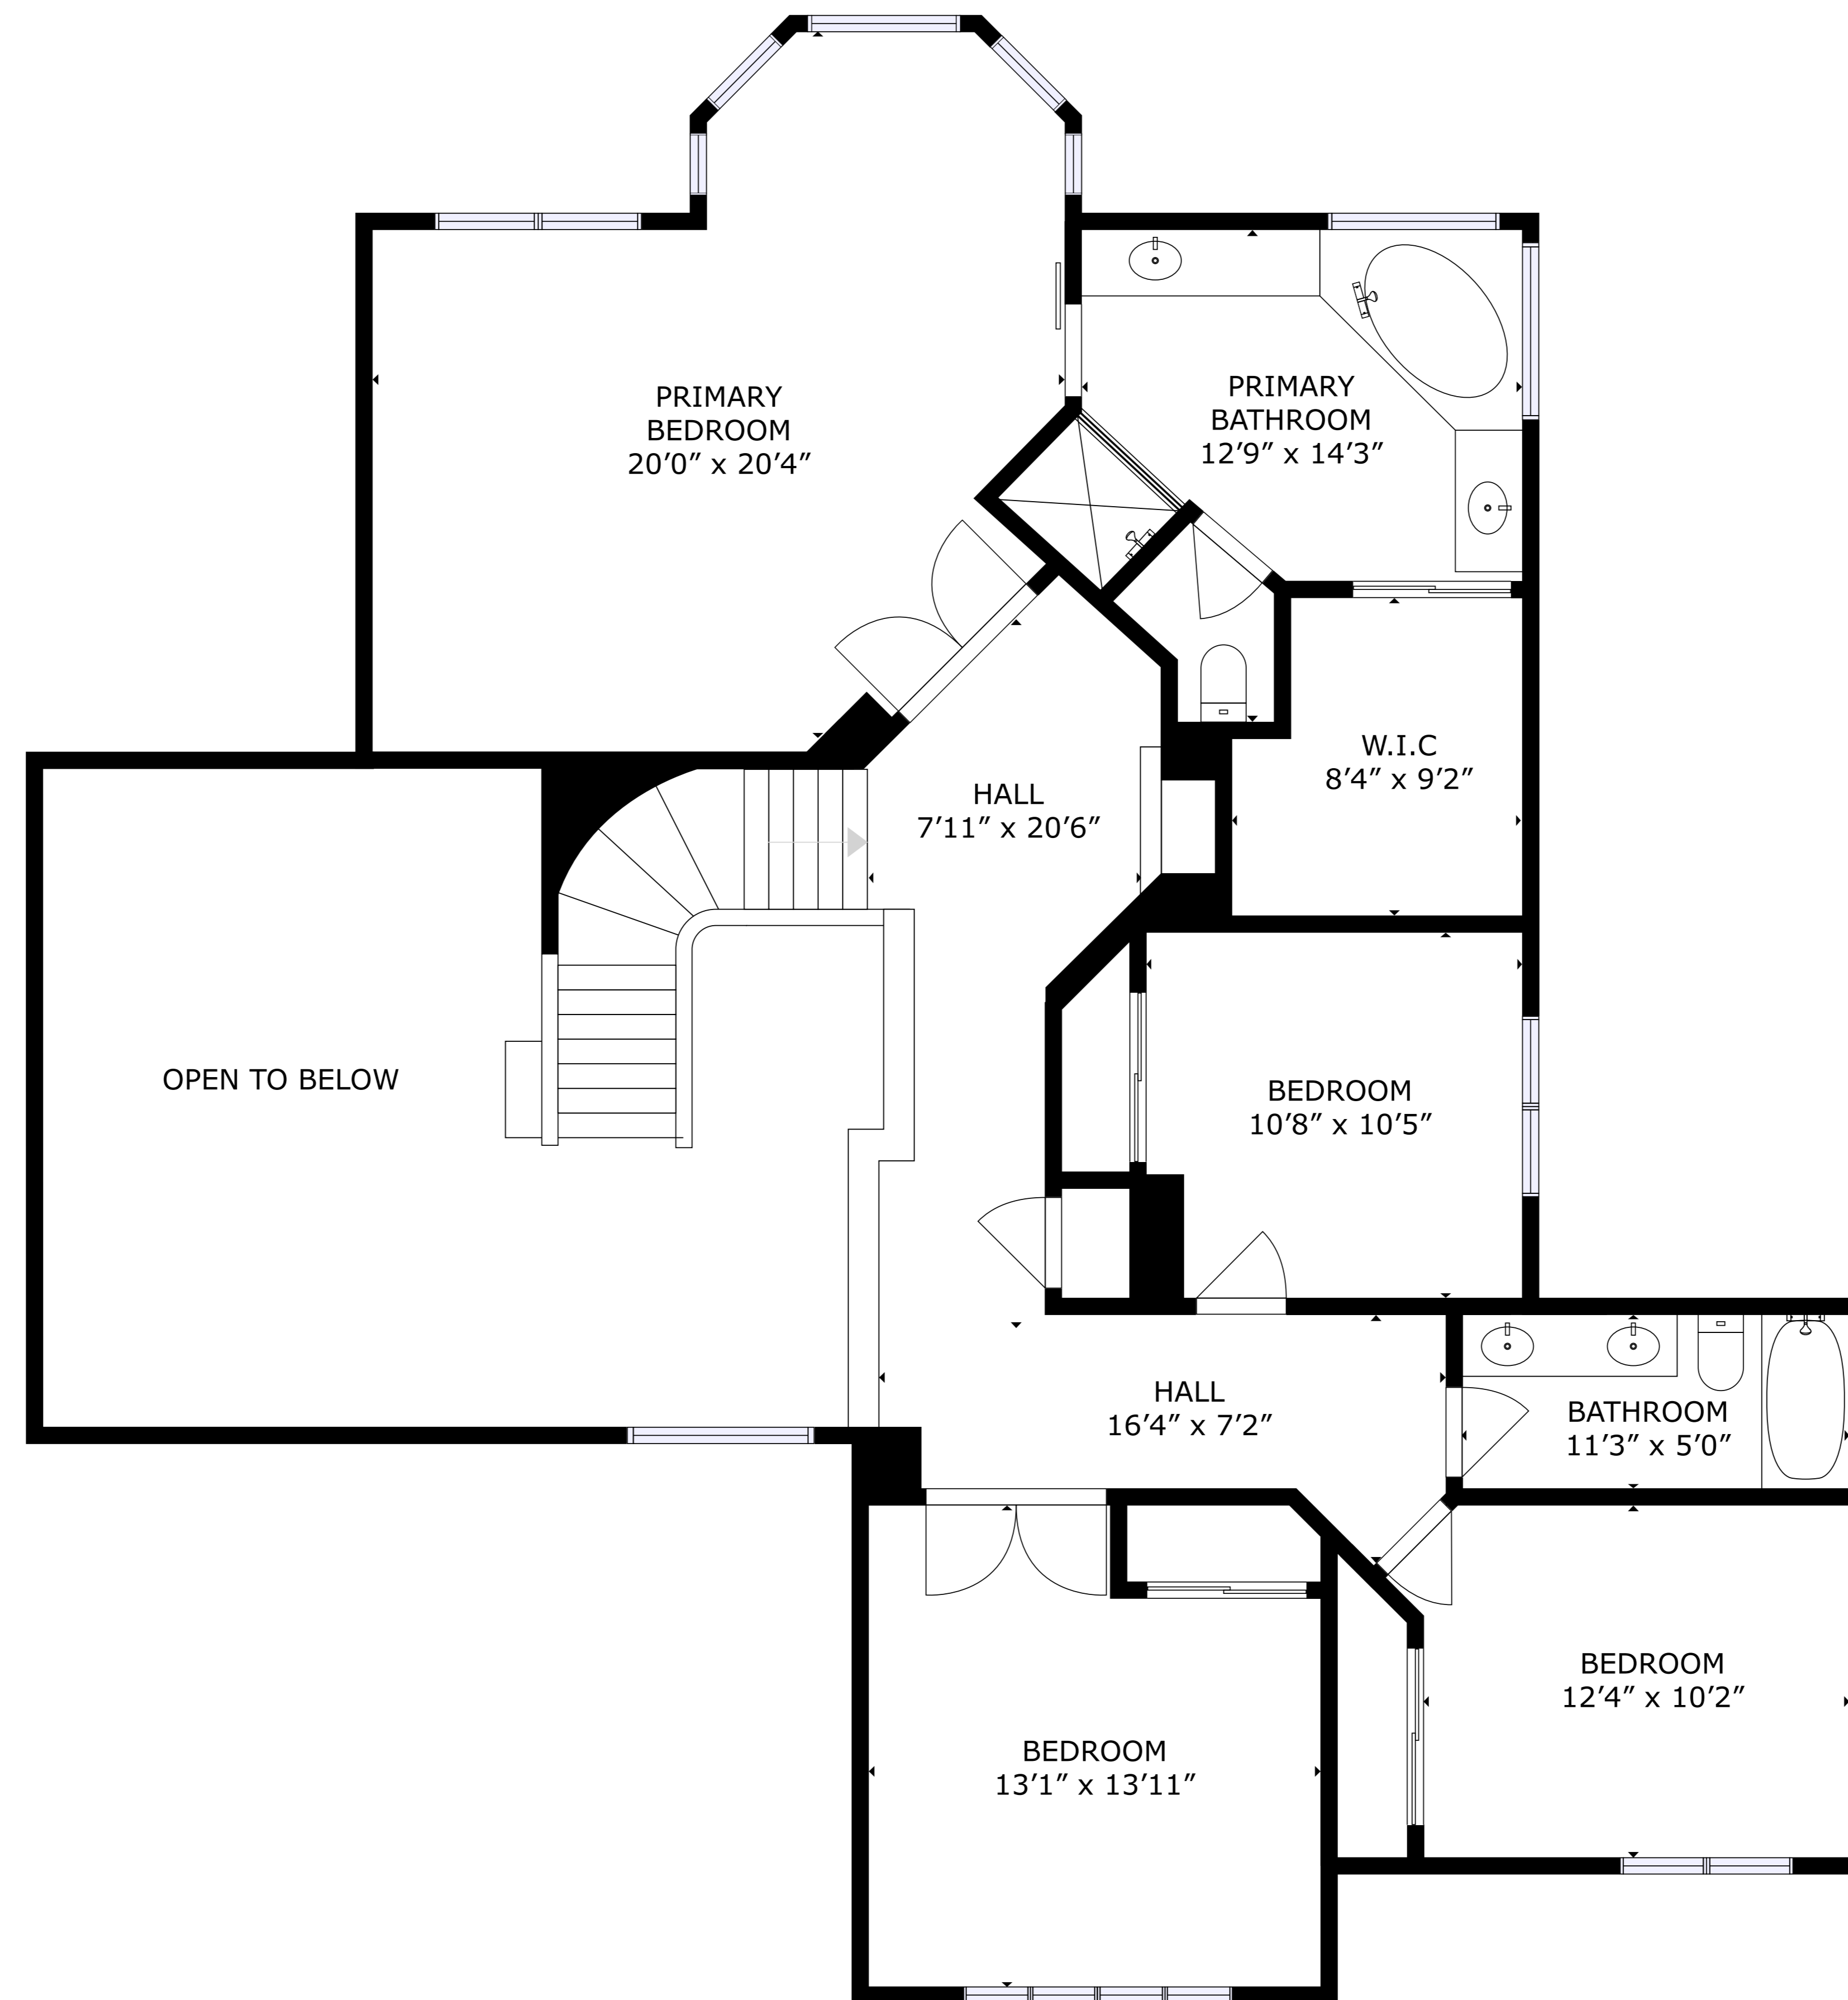 PRIMARY
BEDROOM
20′0″ x 20′4″
PRIMARY
BATHROOM
12′9″ x 14′3″
W.I.C
8′4″ x 9′2″
HALL
7′11″ x 20′6″
OPEN TO BELOW
BEDROOM
10′8″ x 10′5″
HALL
16′4″ x 7′2″
BATHROOM
11′3″ x 5′0″
BEDROOM
12′4″ x 10′2″
BEDROOM
13′1″ x 13′11″